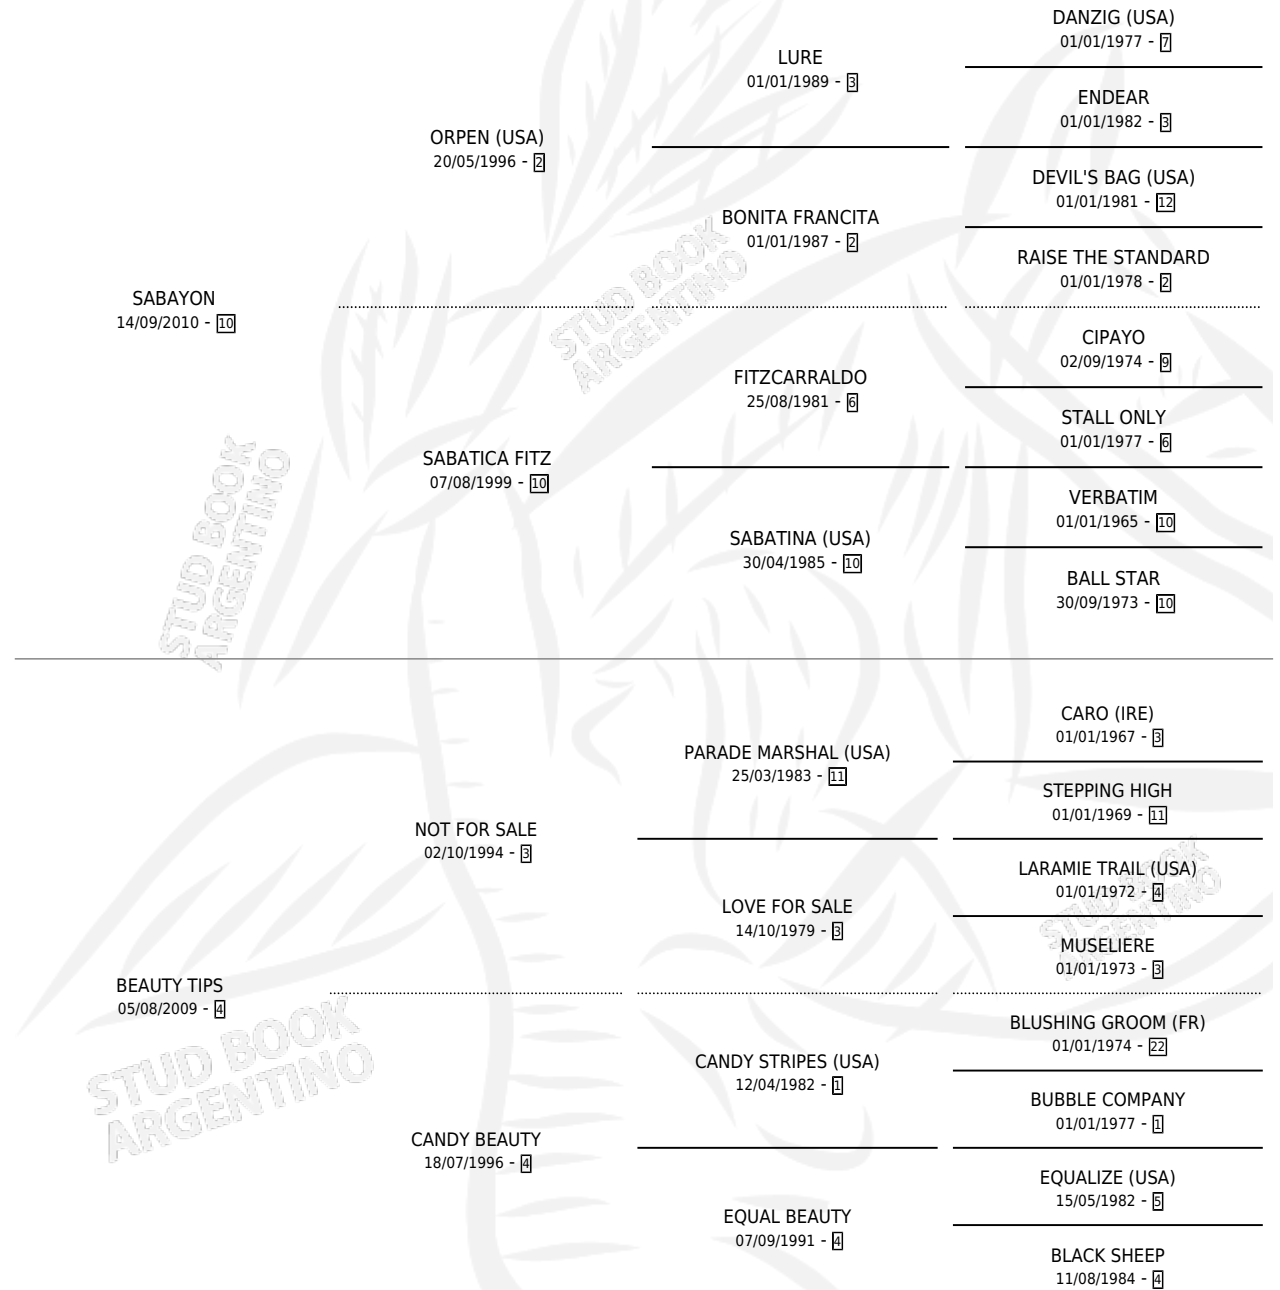 DANZIG (USA)
01/01/1977 - 7
LURE
01/01/1989 - 3
ENDEAR
01/01/1982 - 3
ORPEN (USA)
20/05/1996 - 2
DEVIL'S BAG (USA)
01/01/1981 - 12
BONITA FRANCITA
01/01/1987 - 2
RAISE THE STANDARD
01/01/1978 - 2
SABAYON
14/09/2010 - 10
CIPAYO
02/09/1974 - 9
FITZCARRALDO
25/08/1981 - 6
STALL ONLY
01/01/1977 - 6
SABATICA FITZ
07/08/1999 - 10
VERBATIM
01/01/1965 - 10
SABATINA (USA)
30/04/1985 - 10
BALL STAR
30/09/1973 - 10
CARO (IRE)
01/01/1967 - 3
PARADE MARSHAL (USA)
25/03/1983 - 11
STEPPING HIGH
01/01/1969 - 11
NOT FOR SALE
02/10/1994 - 3
LARAMIE TRAIL (USA)
01/01/1972 - 4
LOVE FOR SALE
14/10/1979 - 3
MUSELIERE
01/01/1973 - 3
BEAUTY TIPS
05/08/2009 - 4
BLUSHING GROOM (FR)
01/01/1974 - 22
CANDY STRIPES (USA)
12/04/1982 - 1
BUBBLE COMPANY
01/01/1977 - 1
CANDY BEAUTY
18/07/1996 - 4
EQUALIZE (USA)
15/05/1982 - 5
EQUAL BEAUTY
07/09/1991 - 4
BLACK SHEEP
11/08/1984 - 4
STUD BOOK
ARGENTINO
STUD BOOK
ARGENTINO
STUD BOOK
ARGENTINO
STUD BOOK
ARGENTINO